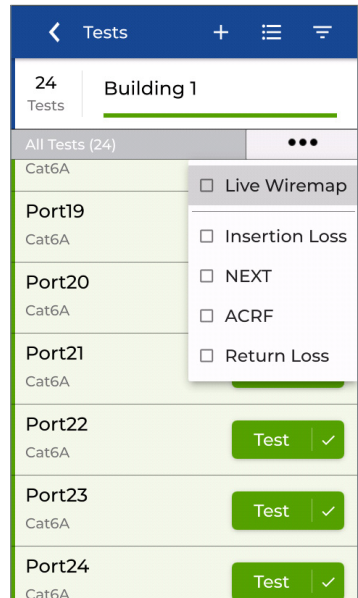 Tests
24
Tests
Building 1
All Tests (24)
Cat6A
Live Wiremap
Insertion Loss
NEXT
ACRF
Return Loss
Port19
Cat6A
Port20
Cat6A
Port21
Cat6A
Port22
Cat6A
Test
Port23
Cat6A
Test
Port24
Cat6A
Test